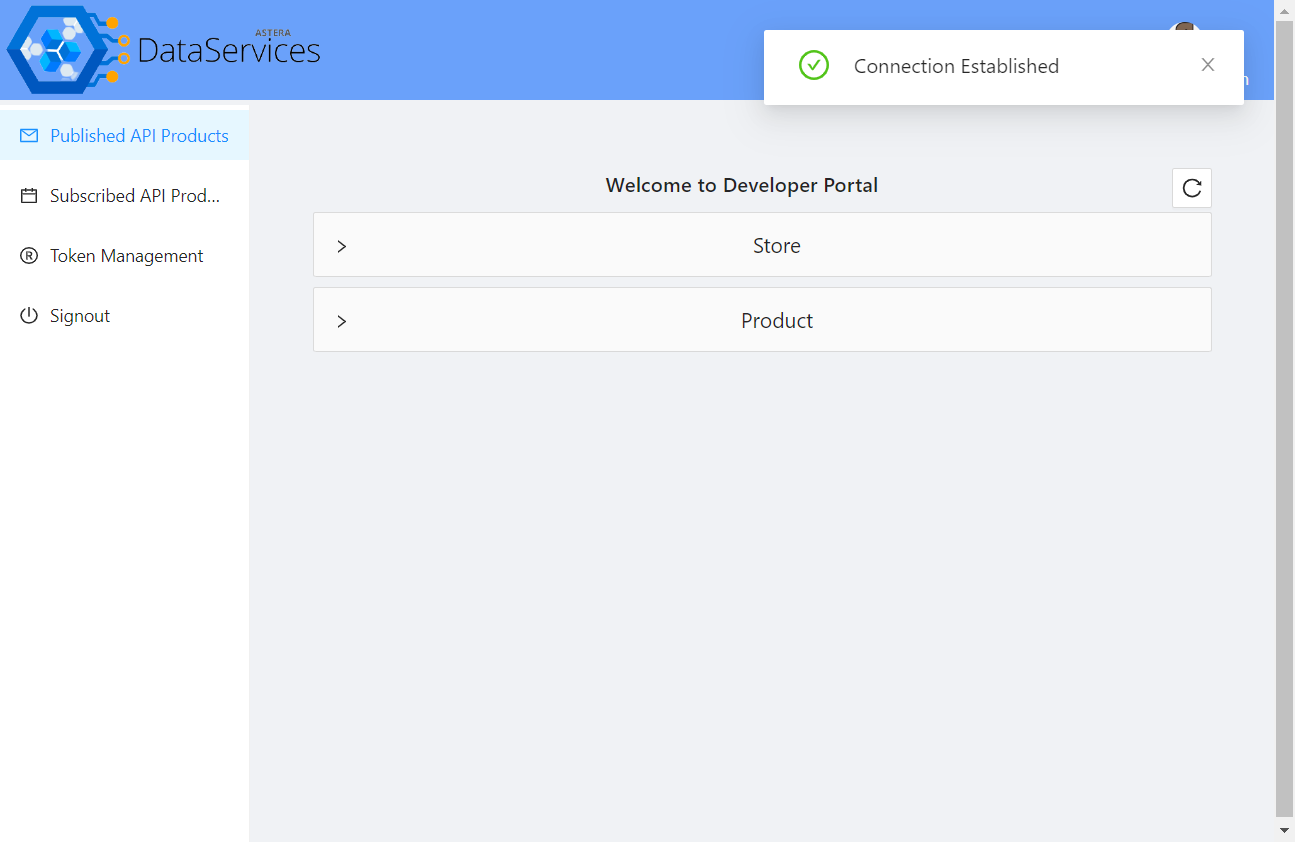 ASTERA
DataServices
Connection Established
Published API Products
Subscribed API Prod...
Token Management
Signout
Welcome to Developer Portal
Store
Product